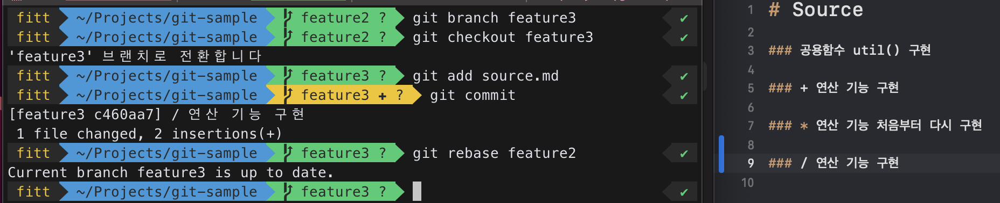 fitt ~/Projects/git-sample feature2 ? git branch feature3 ✔
fitt ~/Projects/git-sample feature2 ? git checkout feature3 ✔
'feature3' 브랜치로 전환합니다
fitt ~/Projects/git-sample feature3 ? git add source.md ✔
fitt ~/Projects/git-sample feature3 + ? git commit ✔
[feature3 c460aa7] / 연산 기능 구현
1 file changed, 2 insertions(+)
fitt ~/Projects/git-sample feature3 ? git rebase feature2 ✔
Current branch feature3 is up to date.
fitt ~/Projects/git-sample feature3 ? ✔
1 # Source
2
3 ### 공용함수 util() 구현
4
5 ### + 연산 기능 구현
6
7 ### * 연산 기능 처음부터 다시 구현
8
9 ### / 연산 기능 구현
10